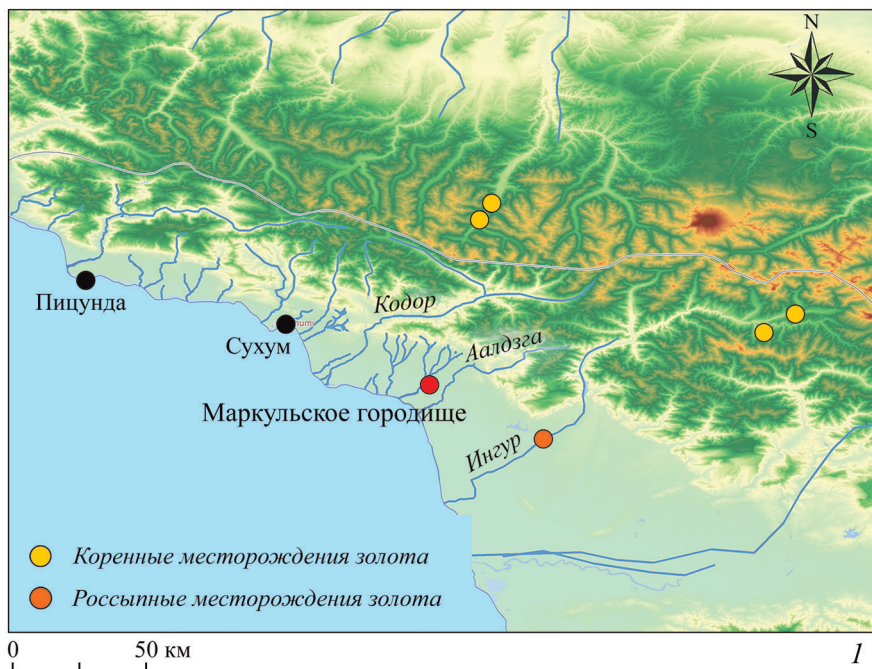 N
S
Пицунда
Кодор
Сухум
Аалдзга
Маркульское городище
Ингур
Коренные месторождения золота
Россыпные месторождения золота
0 50 км
1